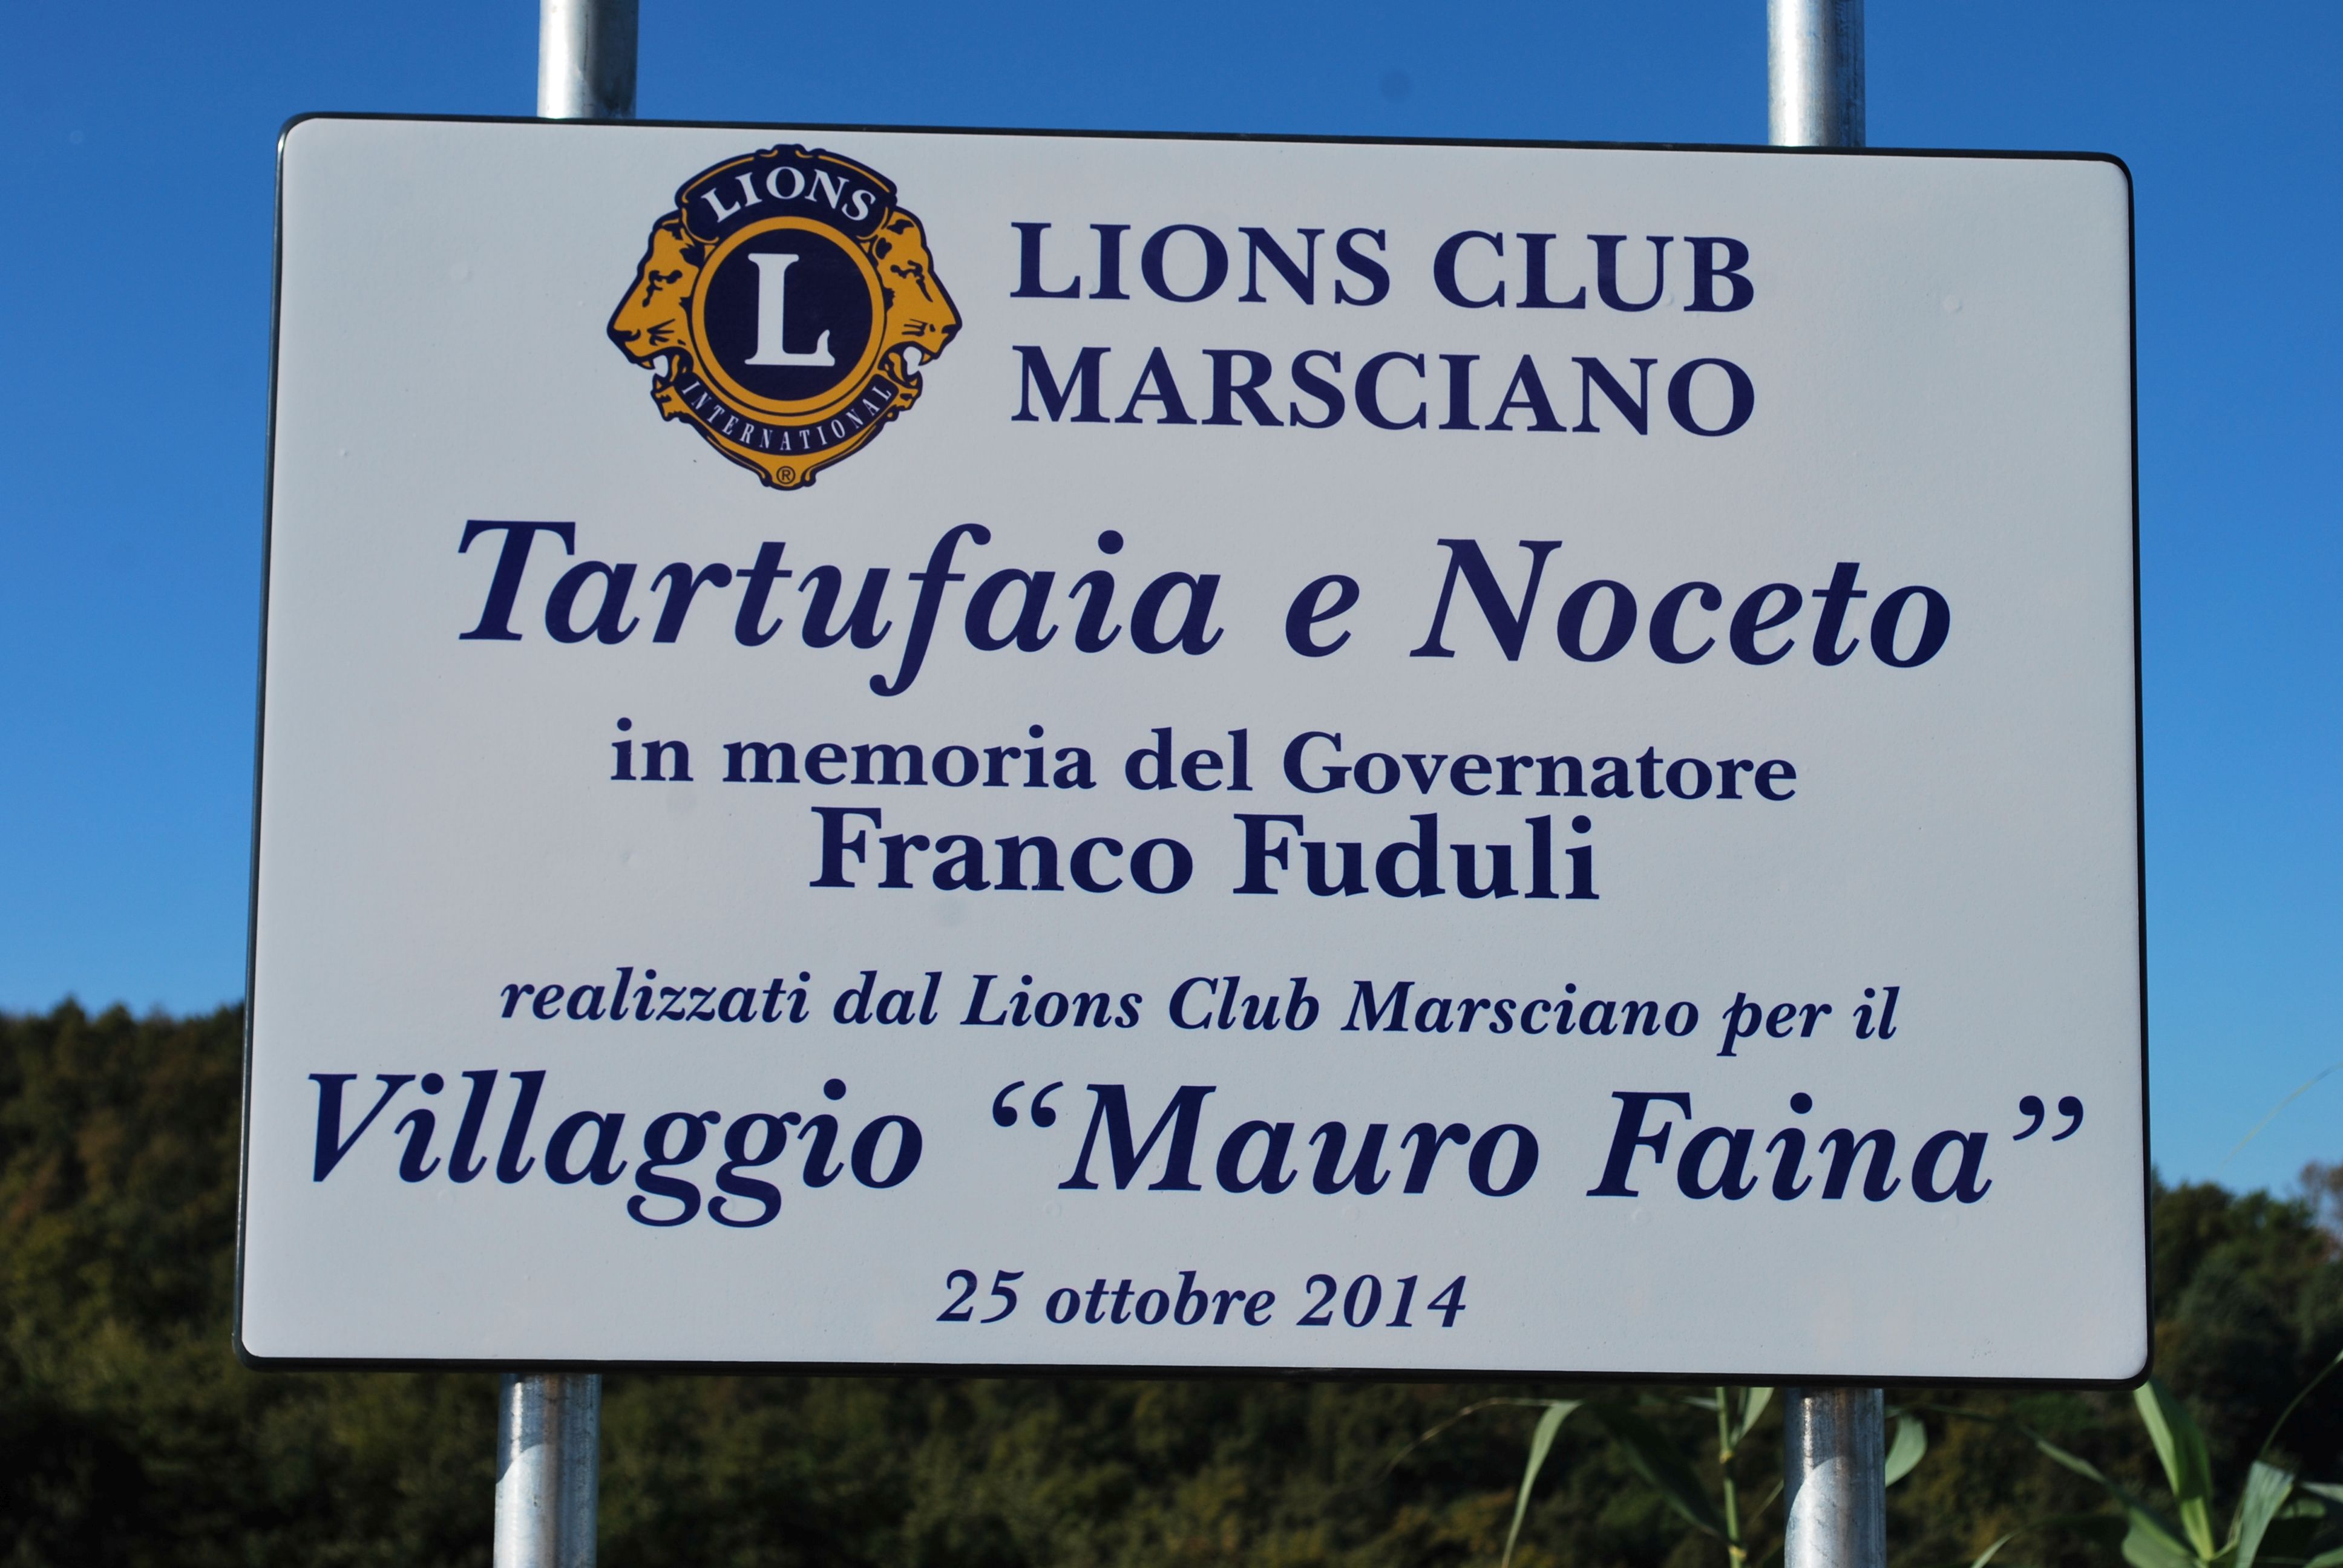 LIONS
L
INTERNATIONAL
®
LIONS CLUB
MARSCIANO
Tartufaia e Noceto
in memoria del Governatore
Franco Fuduli
realizzati dal Lions Club Marsciano per il
Villaggio “Mauro Faina”
25 ottobre 2014